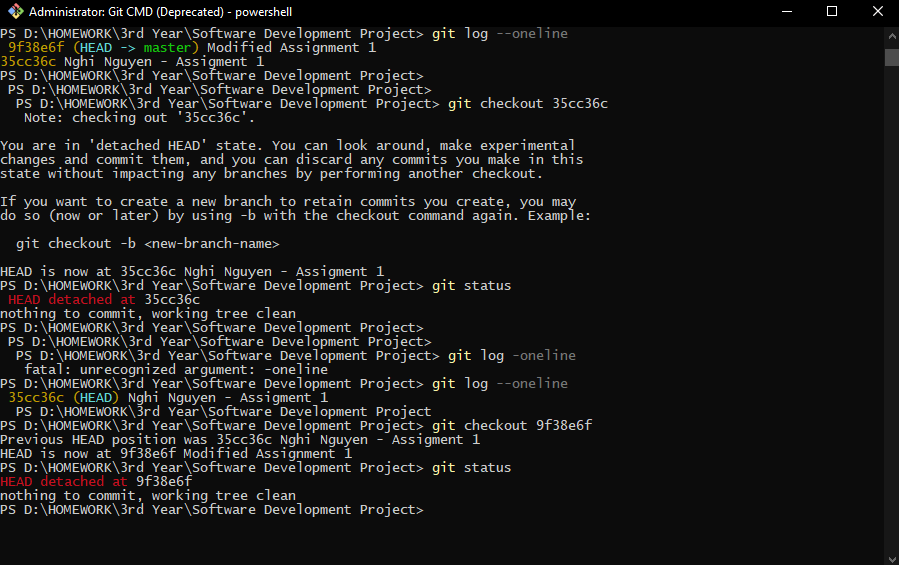 Administrator: Git CMD (Deprecated) - powershell
PS D:\HOMEWORK\3rd Year\Software Development Project> git log --oneline
9f38e6f (HEAD -> master) Modified Assignment 1
35cc36c Nghi Nguyen - Assigment 1
PS D:\HOMEWORK\3rd Year\Software Development Project>
PS D:\HOMEWORK\3rd Year\Software Development Project>
PS D:\HOMEWORK\3rd Year\Software Development Project> git checkout 35cc36c
Note: checking out '35cc36c'.
You are in 'detached HEAD' state. You can look around, make experimental
changes and commit them, and you can discard any commits you make in this
state without impacting any branches by performing another checkout.
If you want to create a new branch to retain commits you create, you may
do so (now or later) by using -b with the checkout command again. Example:
git checkout -b <new-branch-name>
HEAD is now at 35cc36c Nghi Nguyen - Assigment 1
PS D:\HOMEWORK\3rd Year\Software Development Project> git status
HEAD detached at 35cc36c
nothing to commit, working tree clean
PS D:\HOMEWORK\3rd Year\Software Development Project>
PS D:\HOMEWORK\3rd Year\Software Development Project>
PS D:\HOMEWORK\3rd Year\Software Development Project> git log -oneline
fatal: unrecognized argument: -oneline
PS D:\HOMEWORK\3rd Year\Software Development Project> git log --oneline
35cc36c (HEAD) Nghi Nguyen - Assigment 1
PS D:\HOMEWORK\3rd Year\Software Development Project
PS D:\HOMEWORK\3rd Year\Software Development Project> git checkout 9f38e6f
Previous HEAD position was 35cc36c Nghi Nguyen - Assigment 1
HEAD is now at 9f38e6f Modified Assignment 1
PS D:\HOMEWORK\3rd Year\Software Development Project> git status
HEAD detached at 9f38e6f
nothing to commit, working tree clean
PS D:\HOMEWORK\3rd Year\Software Development Project>